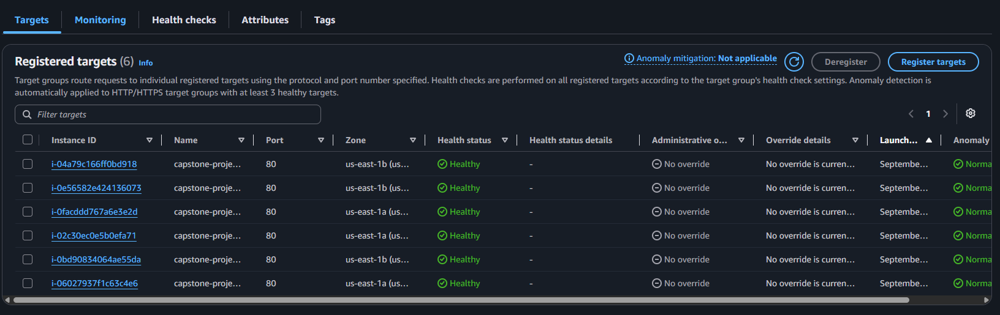 Targets Monitoring Health checks Attributes Tags
Registered targets (6) Info Anomaly mitigation: Not applicable Deregister Register targets
Target groups route requests to individual registered targets using the protocol and port number specified. Health checks are performed on all registered targets according to the target group's health check settings. Anomaly detection is
automatically applied to HTTP/HTTPS target groups with at least 3 healthy targets.
Filter targets 1
Instance ID Name Port Zone Health status Health status details Administrative o... Override details Launch... Anomaly
i-04a79c166ff0bd918 capstone-proje... 80 us-east-1b (us... Healthy - No override No override is curren... Septembe... Norma
i-0e56582e424136073 capstone-proje... 80 us-east-1b (us... Healthy - No override No override is curren... Septembe... Norma
i-0facddd767a6e3e2d capstone-proje... 80 us-east-1a (us... Healthy - No override No override is curren... Septembe... Norma
i-02c30ec0e5b0efa71 capstone-proje... 80 us-east-1a (us... Healthy - No override No override is curren... Septembe... Norma
i-0bd90834064ae55da capstone-proje... 80 us-east-1b (us... Healthy - No override No override is curren... Septembe... Norma
i-06027937f1c63c4e6 capstone-proje... 80 us-east-1a (us... Healthy - No override No override is curren... Septembe... Norma